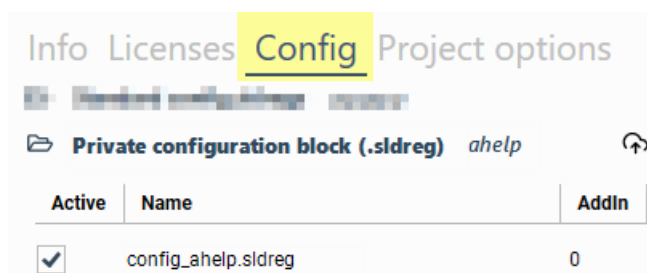 Info Licenses Config Project options
Private configuration block (.sldreg) ahelp
Active Name AddIn
config_ahelp.sldreg 0